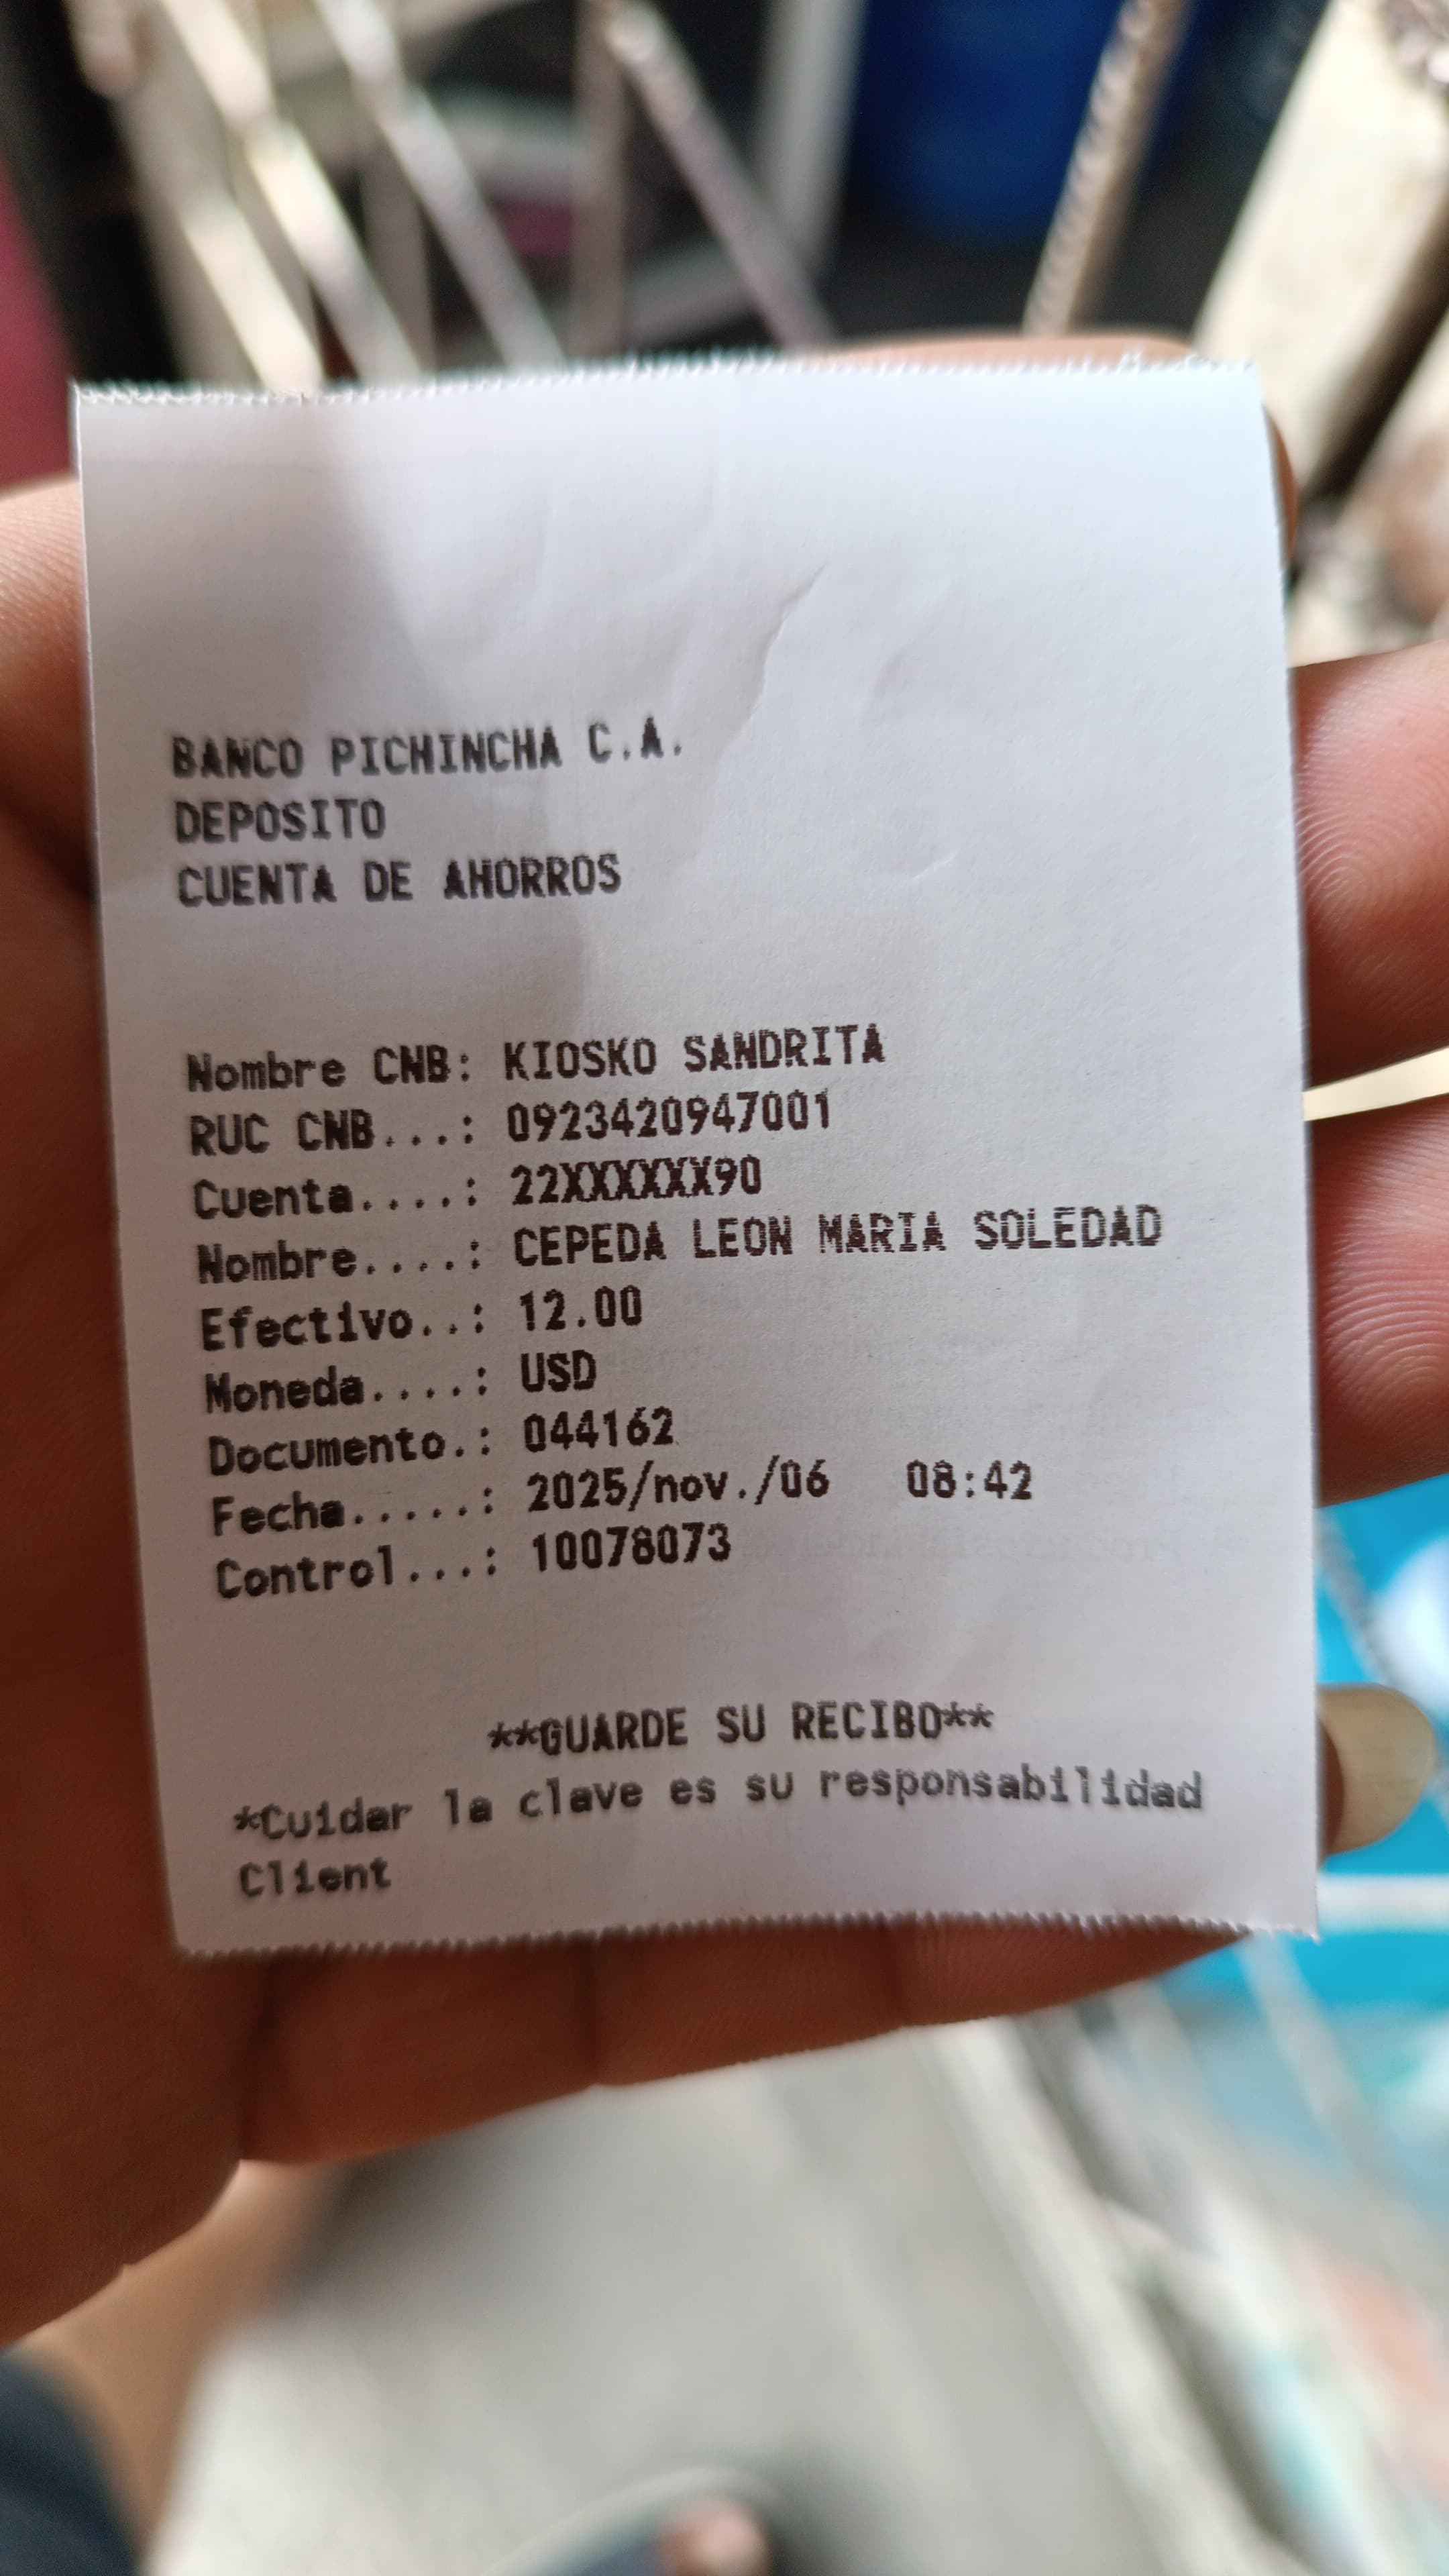 BANCO PICHINCHA C.A.
DEPOSITO
CUENTA DE AHORROS
Nombre CNB: KIOSKO SANDRITA
RUC CNB...: 0923420947001
Cuenta....: 22XXXXXX90
Nombre....: CEPEDA LEON MARIA SOLEDAD
Efectivo..: 12.00
Moneda....: USD
Documento.: 044162
Fecha.....: 2025/nov./06 08:42
Control...: 10078073
**GUARDE SU RECIBO**
*Cuidar la clave es su responsabilidad
Client